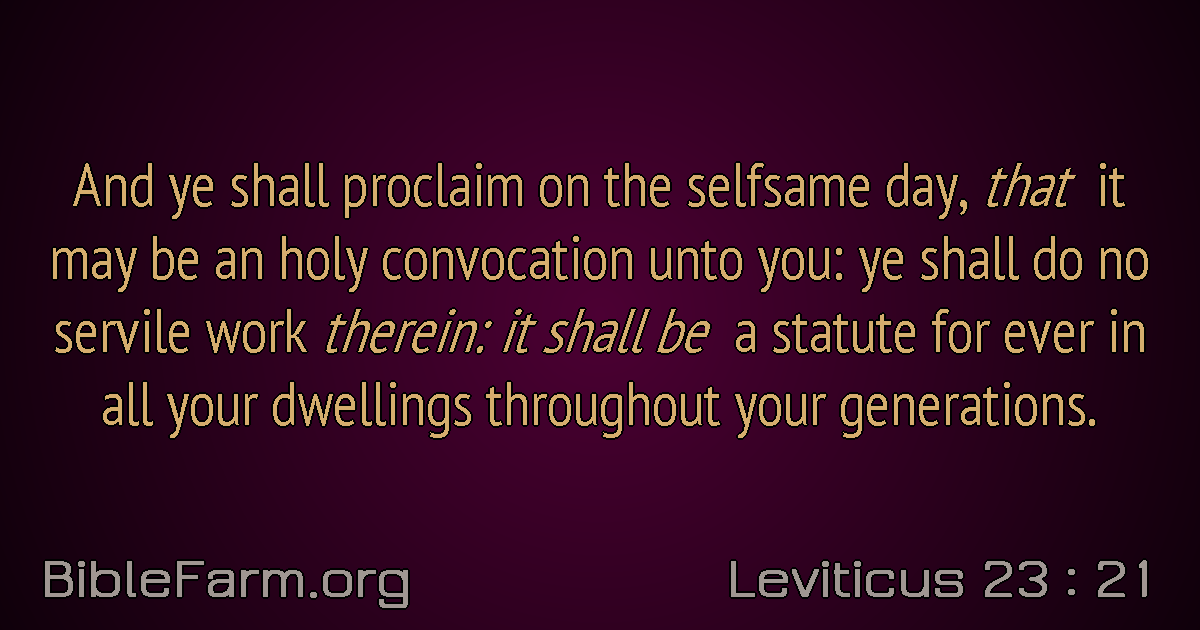 And ye shall proclaim on the selfsame day, that it
may be an holy convocation unto you: ye shall do no
servile work therein: it shall be a statute for ever in
all your dwellings throughout your generations.
BibleFarm.org
Leviticus 23 : 21